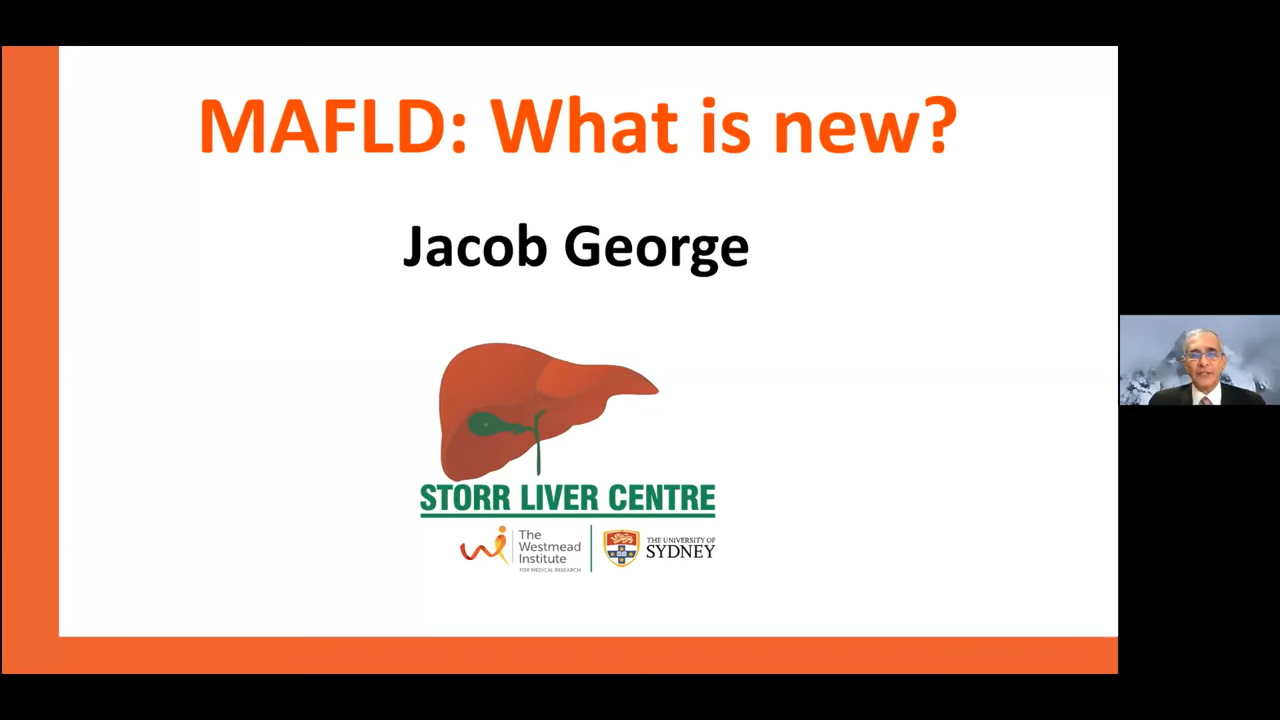 MAFLD: What is new?
Jacob George
STORR LIVER CENTRE
The
Westmead
Institute
FOR MEDICAL RESEARCH
THE UNIVERSITY OF
SYDNEY